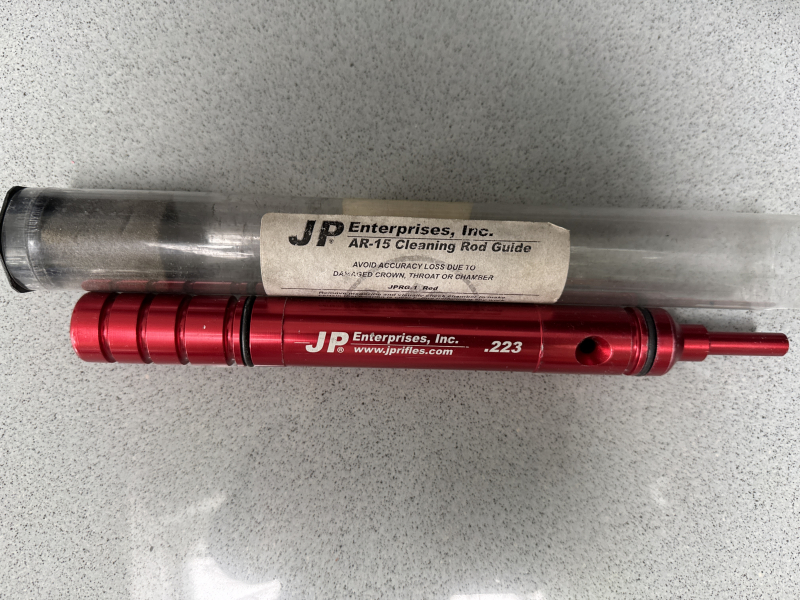 JP® Enterprises, Inc.
AR-15 Cleaning Rod Guide
AVOID ACCURACY LOSS DUE TO
DAMAGED CROWN, THROAT OR CHAMBER
JPRG-1 Red
JP® Enterprises, Inc.
www.jprifles.com
.223